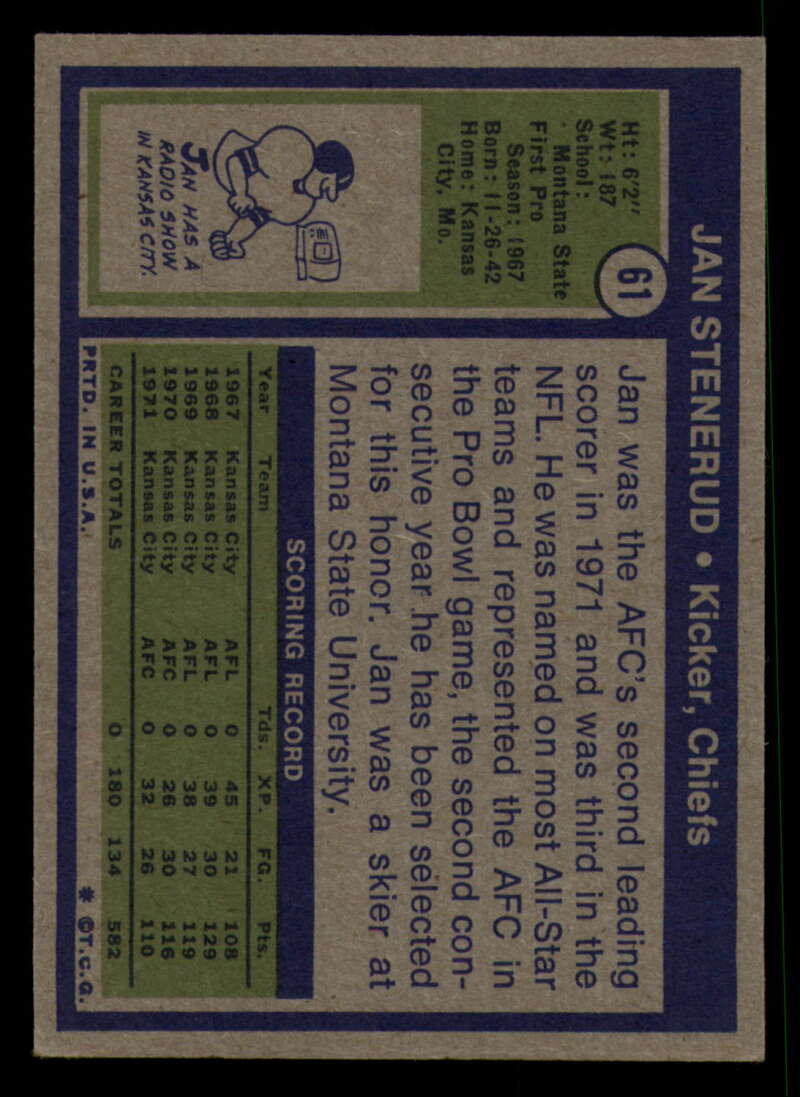 JAN STENERUD • Kicker, Chiefs
61
Ht: 6'2"
Wt: 187
School:
Montana State
First Pro
Season: 1967
Born: 11-26-42
Home: Kansas
City, Mo.
JAN HAS A
RADIO SHOW
IN KANSAS CITY.
Jan was the AFC's second leading
scorer in 1971 and was third in the
NFL. He was named on most All-Star
teams and represented the AFC in
the Pro Bowl game, the second con-
secutive year he has been selected
for this honor. Jan was a skier at
Montana State University.
SCORING RECORD
Year Team Tds. XP. FG. Pts.
1967 Kansas City AFL 0 45 21 108
1968 Kansas City AFL 0 39 30 129
1969 Kansas City AFL 0 38 27 119
1970 Kansas City AFC 0 26 30 116
1971 Kansas City AFC 0 32 26 110
CAREER TOTALS 0 180 134 582
PRTD. IN U.S.A. * ©T.C.G.